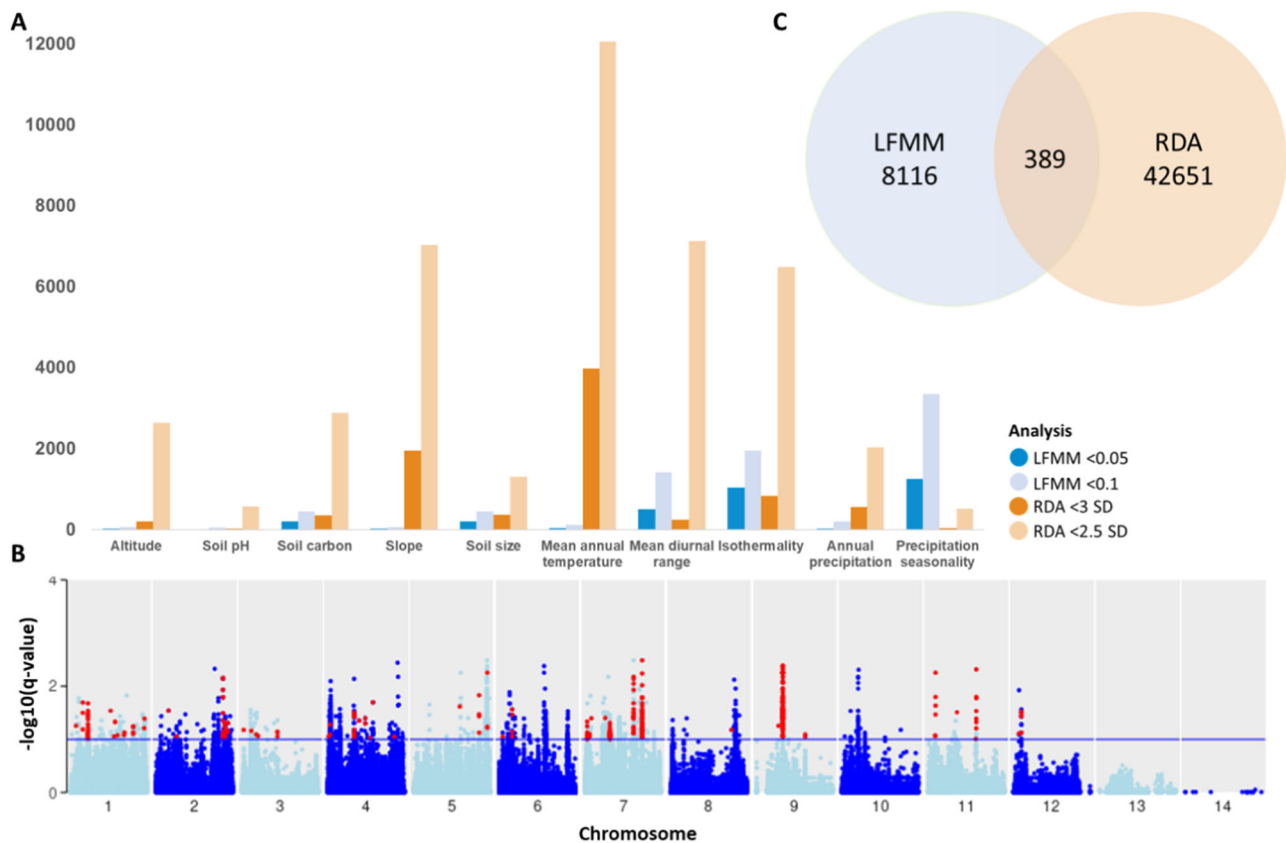 A
12000
10000
8000
6000
4000
2000
0
Altitude
Soil pH
Soil carbon
Slope
Soil size
Mean annual
temperature
Mean diurnal
range
Isothermality
Annual
precipitation
Precipitation
seasonality
C
LFMM
8116
389
RDA
42651
Analysis
LFMM <0.05
LFMM <0.1
RDA <3 SD
RDA <2.5 SD
B
-log10(q-value)
4
2
0
1 2 3 4 5 6 7 8 9 10 11 12 13 14
Chromosome